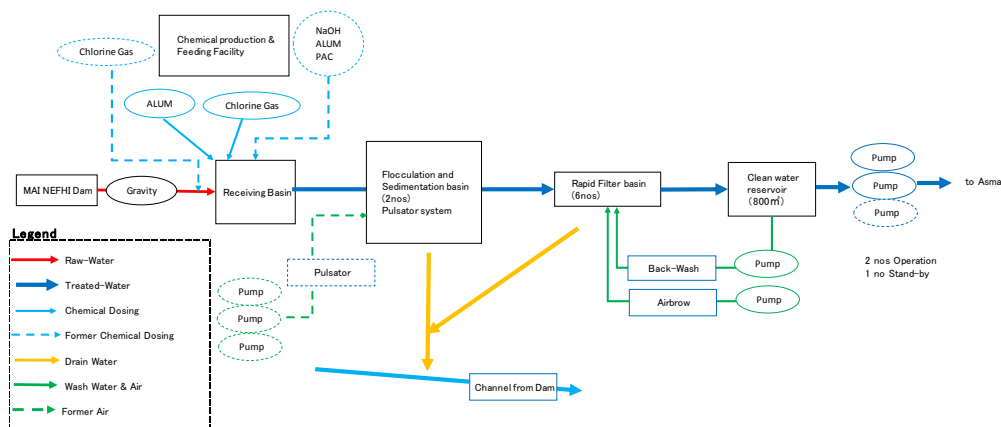 Chlorine Gas
Chemical production &
Feeding Facility
NaOH
ALUM
PAC
ALUM
Chlorine Gas
MAI NEFHI Dam
Gravity
Receiving Basin
Flocculation and
Sedimentation basin
(2nos)
Pulsator system
Rapid Filter basin
(6nos)
Clean water
reservoir
(800㎥)
Pump
Pump
Pump
to Asma
2 nos Operation
1 no Stand-by
Back-Wash
Pump
Airbrow
Pump
Pulsator
Pump
Pump
Pump
Channel from Dam
Legend
Raw-Water
Treated-Water
Chemical Dosing
Former Chemical Dosing
Drain Water
Wash Water & Air
Former Air